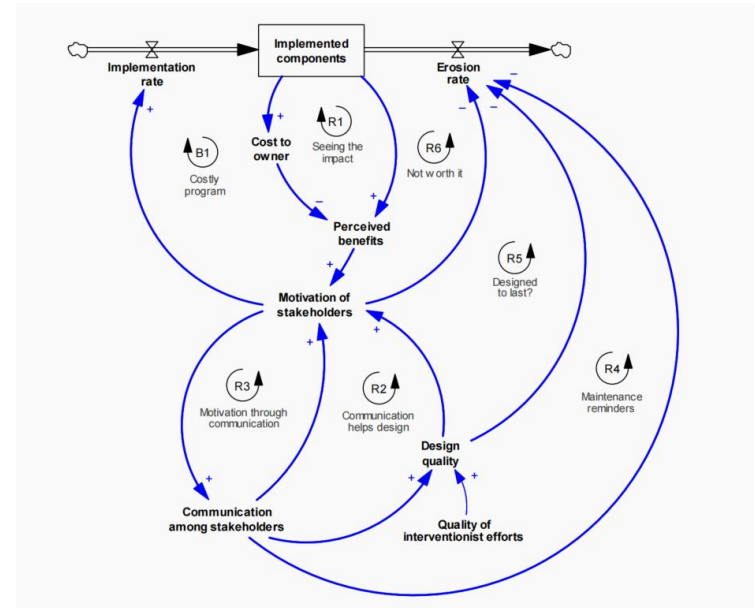 Implemented
components
Implementation
rate
Erosion
rate
–
–
–
+
+
Cost to
owner
R1
Seeing the
impact
B1
Costly
program
R6
Not worth it
–
+
Perceived
benefits
+
R5
Designed
to last?
Motivation of
stakeholders
+
+
R3
Motivation through
communication
R2
Communication
helps design
R4
Maintenance
reminders
Design
quality
+
+
+
Communication
among stakeholders
Quality of
interventionist efforts